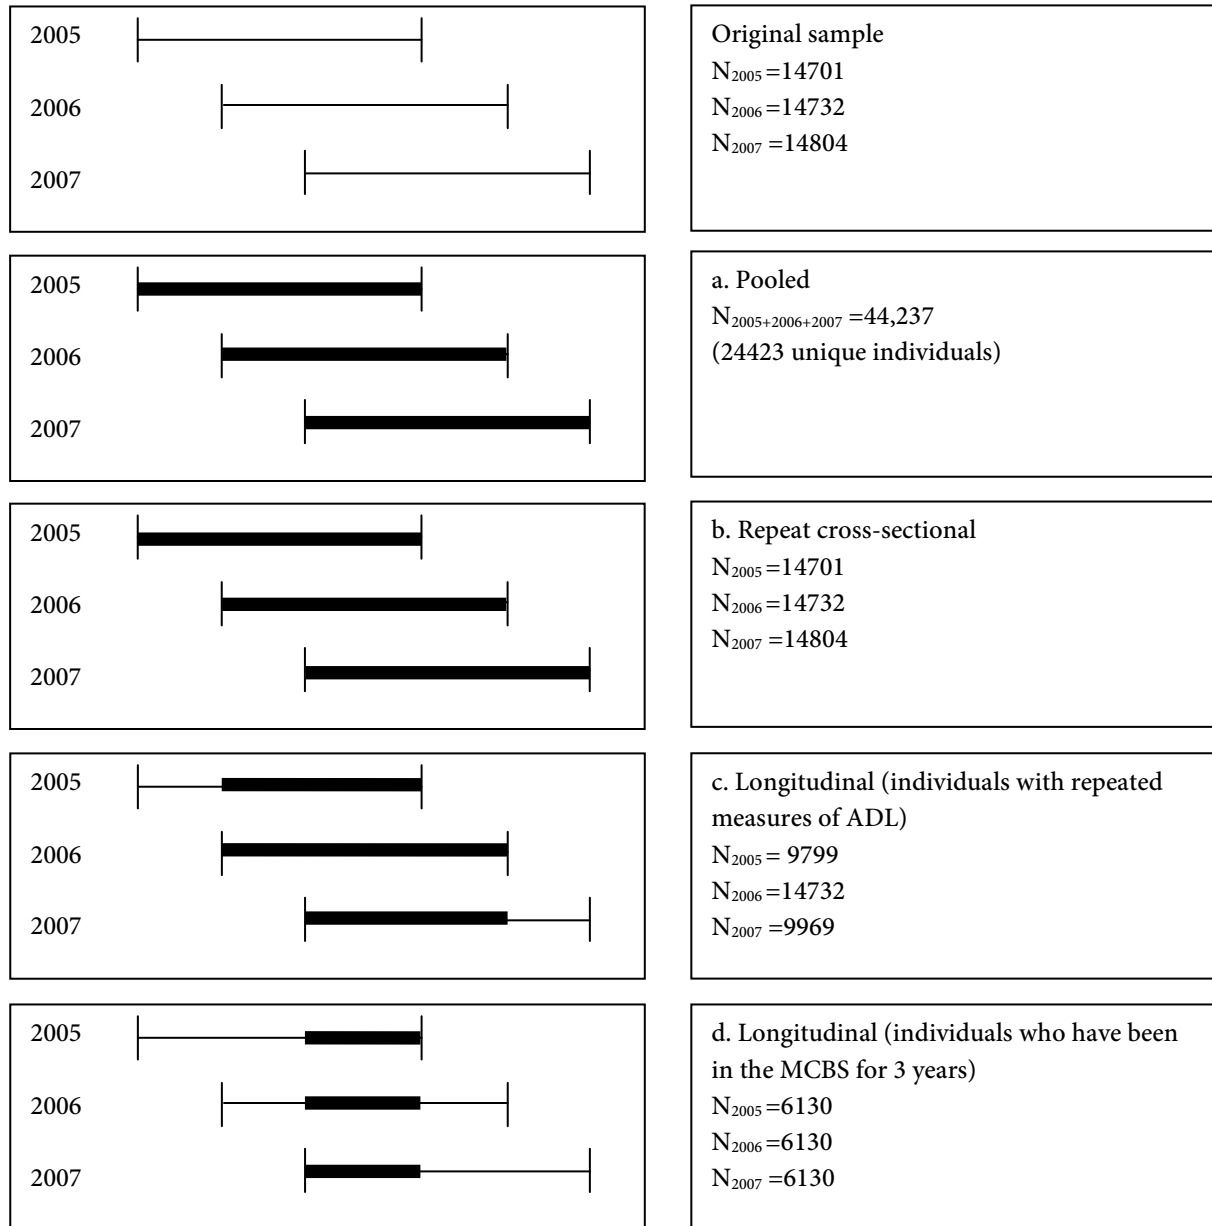 2005
2006
2007
Original sample
N2005 =14701
N2006 =14732
N2007 =14804
2005
2006
2007
a. Pooled
N2005+2006+2007 =44,237
(24423 unique individuals)
2005
2006
2007
b. Repeat cross-sectional
N2005 =14701
N2006 =14732
N2007 =14804
2005
2006
2007
c. Longitudinal (individuals with repeated
measures of ADL)
N2005 = 9799
N2006 =14732
N2007 =9969
2005
2006
2007
d. Longitudinal (individuals who have been
in the MCBS for 3 years)
N2005 =6130
N2006 =6130
N2007 =6130